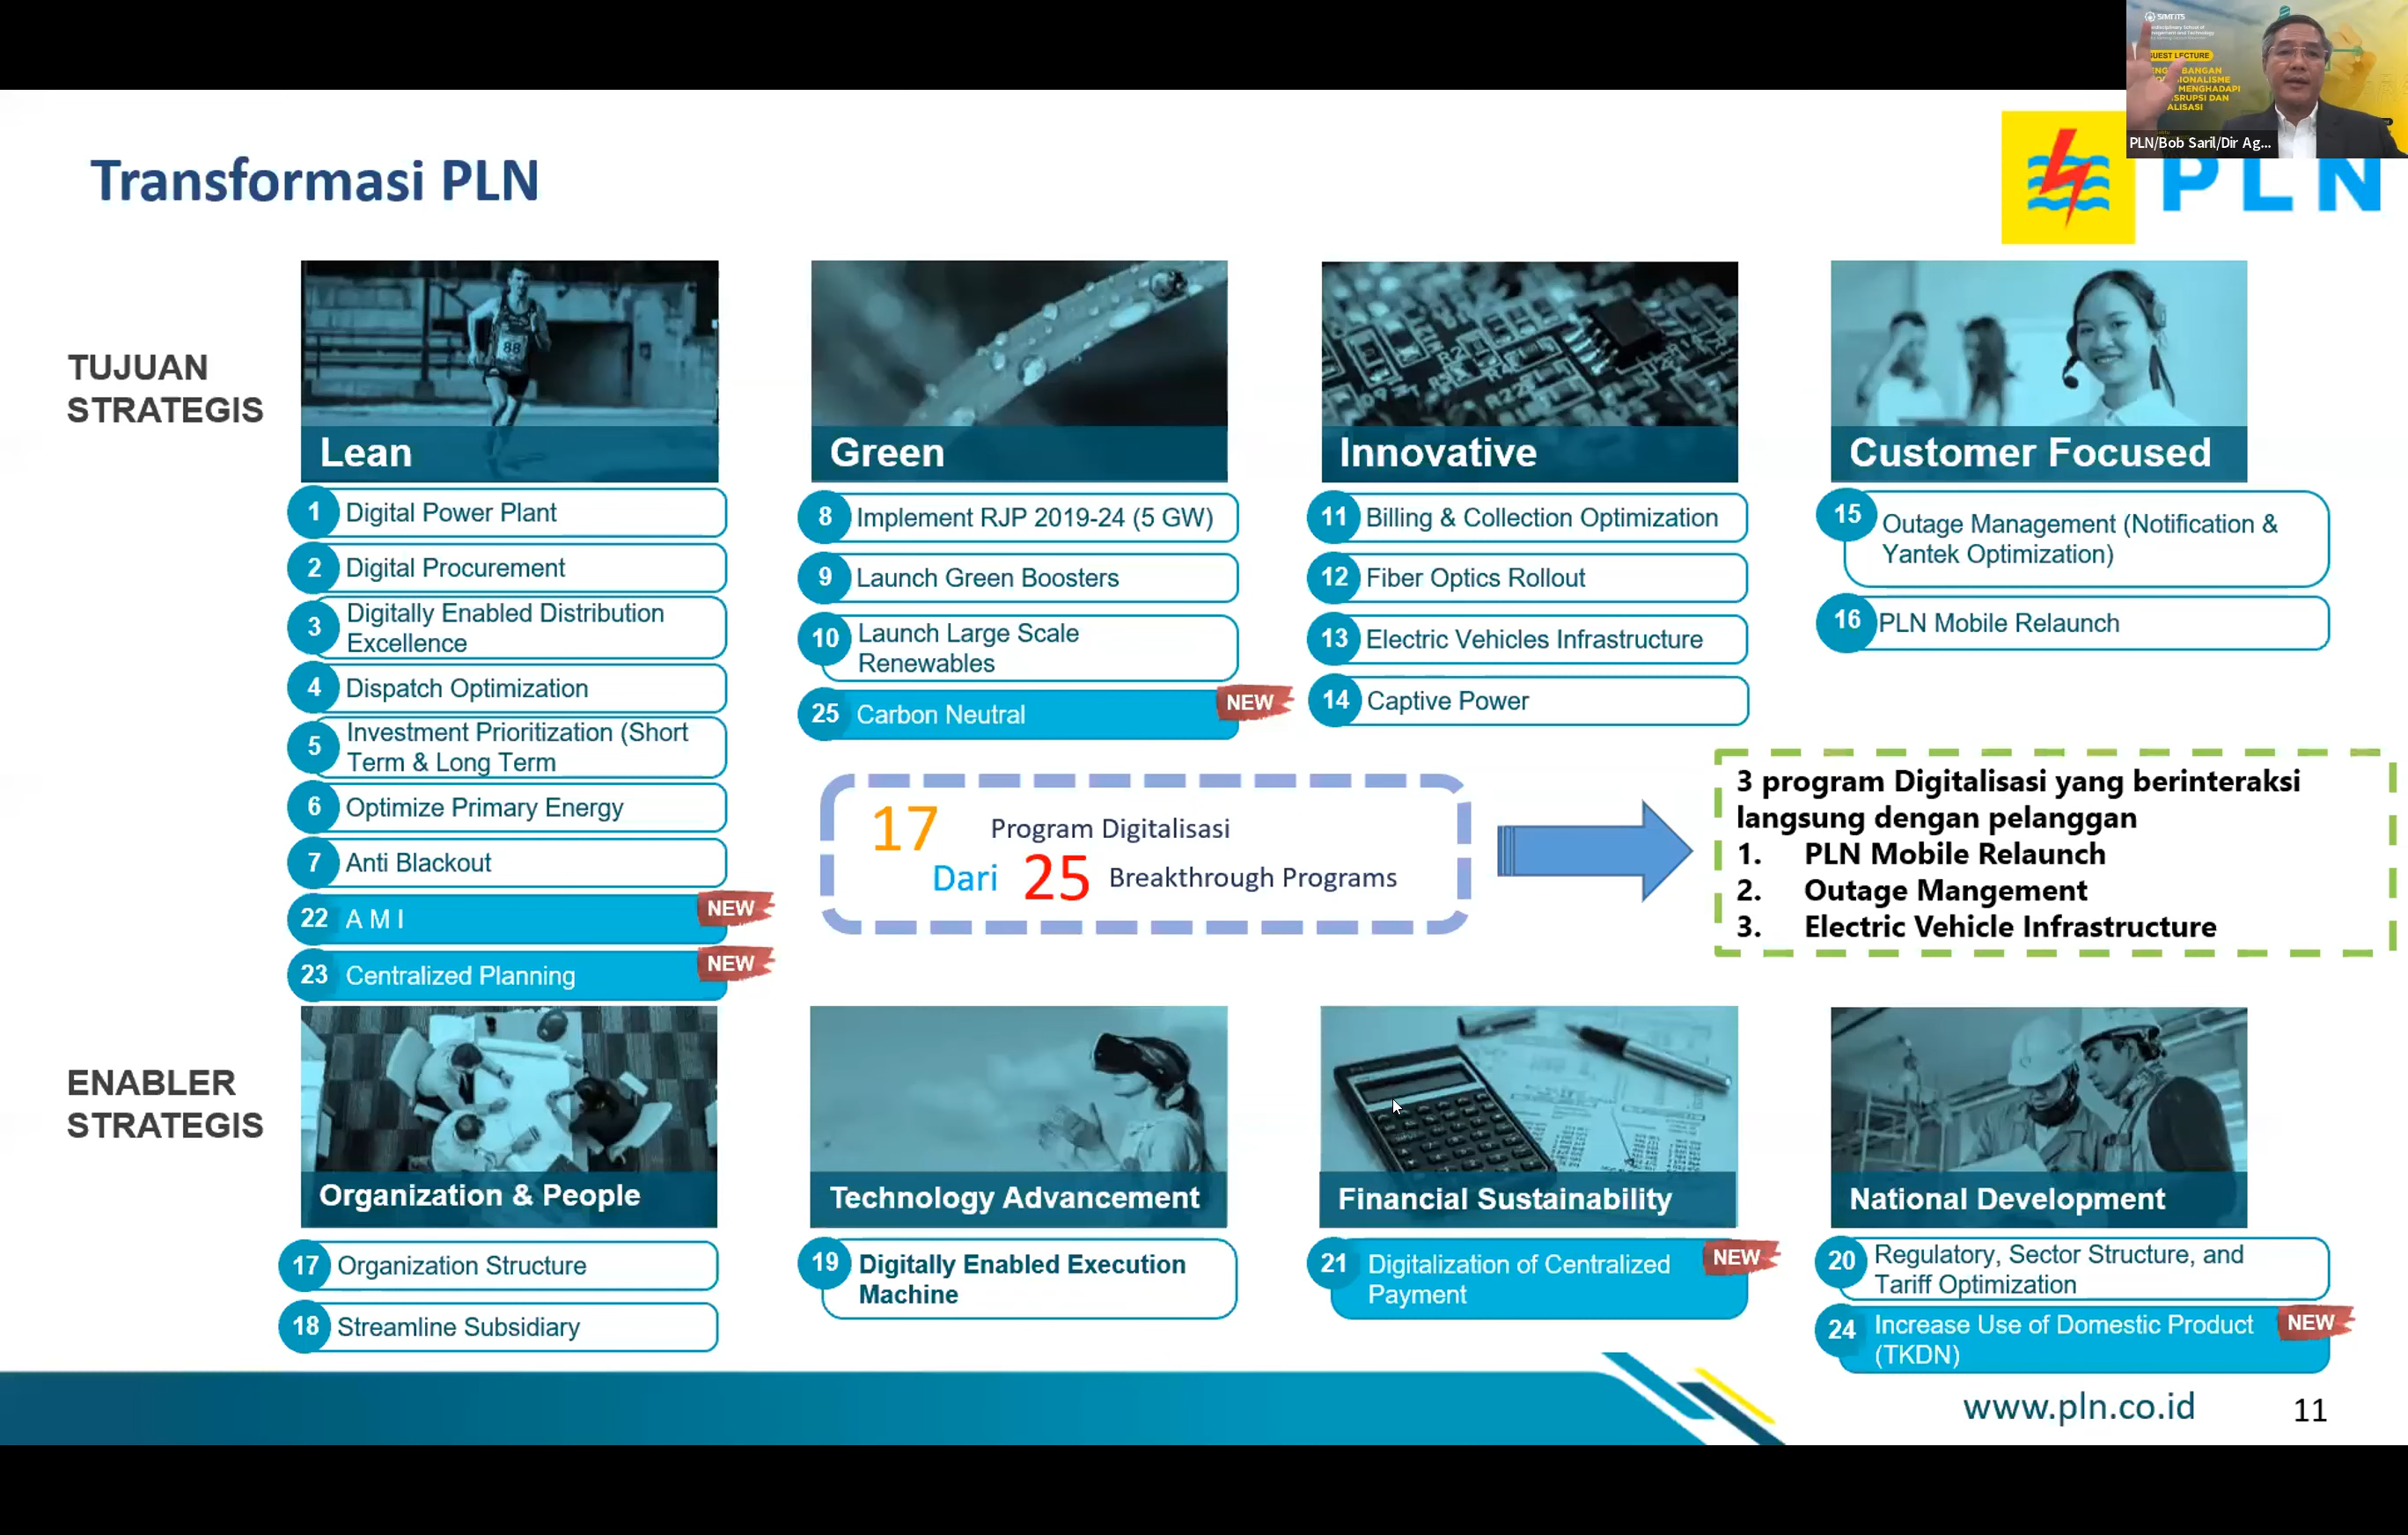 SIMT ITS
GUEST LECTURE
MENGHADAPI
PLN/Bob Saril/Dir Ag...
Transformasi PLN
PLN
TUJUAN
STRATEGIS
Lean
1 Digital Power Plant
2 Digital Procurement
3 Digitally Enabled Distribution
Excellence
4 Dispatch Optimization
5 Investment Prioritization (Short
Term & Long Term
6 Optimize Primary Energy
7 Anti Blackout
22 A M I NEW
23 Centralized Planning NEW
Green
8 Implement RJP 2019-24 (5 GW)
9 Launch Green Boosters
10 Launch Large Scale
Renewables
25 Carbon Neutral NEW
Innovative
11 Billing & Collection Optimization
12 Fiber Optics Rollout
13 Electric Vehicles Infrastructure
14 Captive Power
Customer Focused
15 Outage Management (Notification &
Yantek Optimization)
16 PLN Mobile Relaunch
17 Program Digitalisasi
Dari 25 Breakthrough Programs
3 program Digitalisasi yang berinteraksi
langsung dengan pelanggan
1. PLN Mobile Relaunch
2. Outage Mangement
3. Electric Vehicle Infrastructure
ENABLER
STRATEGIS
Organization & People
17 Organization Structure
18 Streamline Subsidiary
Technology Advancement
19 Digitally Enabled Execution
Machine
Financial Sustainability
21 Digitalization of Centralized
Payment NEW
National Development
20 Regulatory, Sector Structure, and
Tariff Optimization
24 Increase Use of Domestic Product
(TKDN) NEW
www.pln.co.id 11